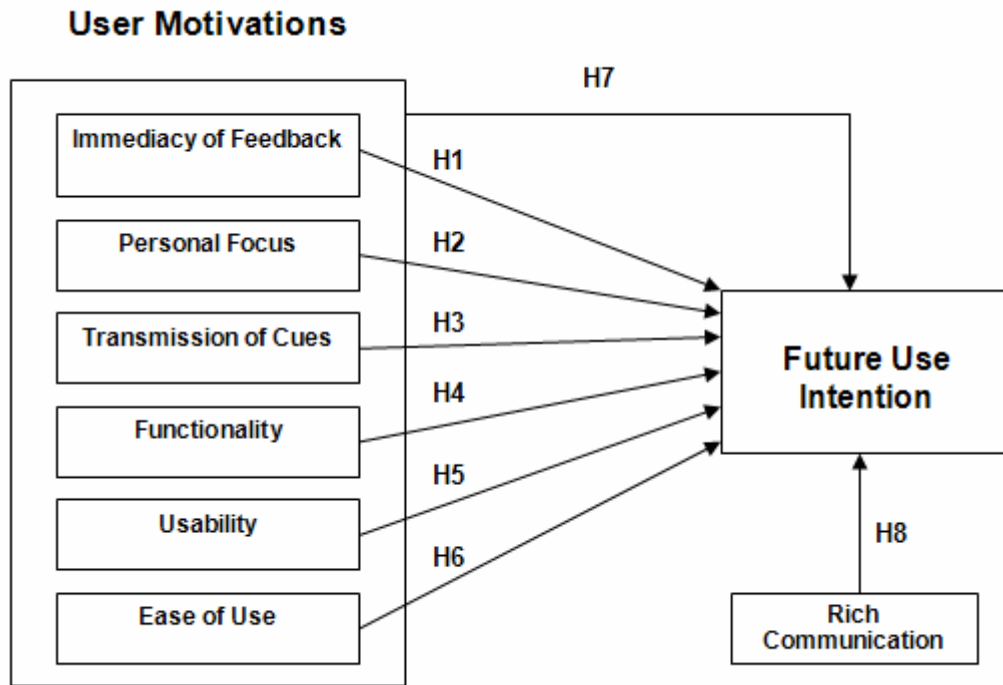 User Motivations
H7
Immediacy of Feedback
H1
Personal Focus
H2
Transmission of Cues
H3
Functionality
H4
Usability
H5
Ease of Use
H6
Future Use
Intention
H8
Rich
Communication